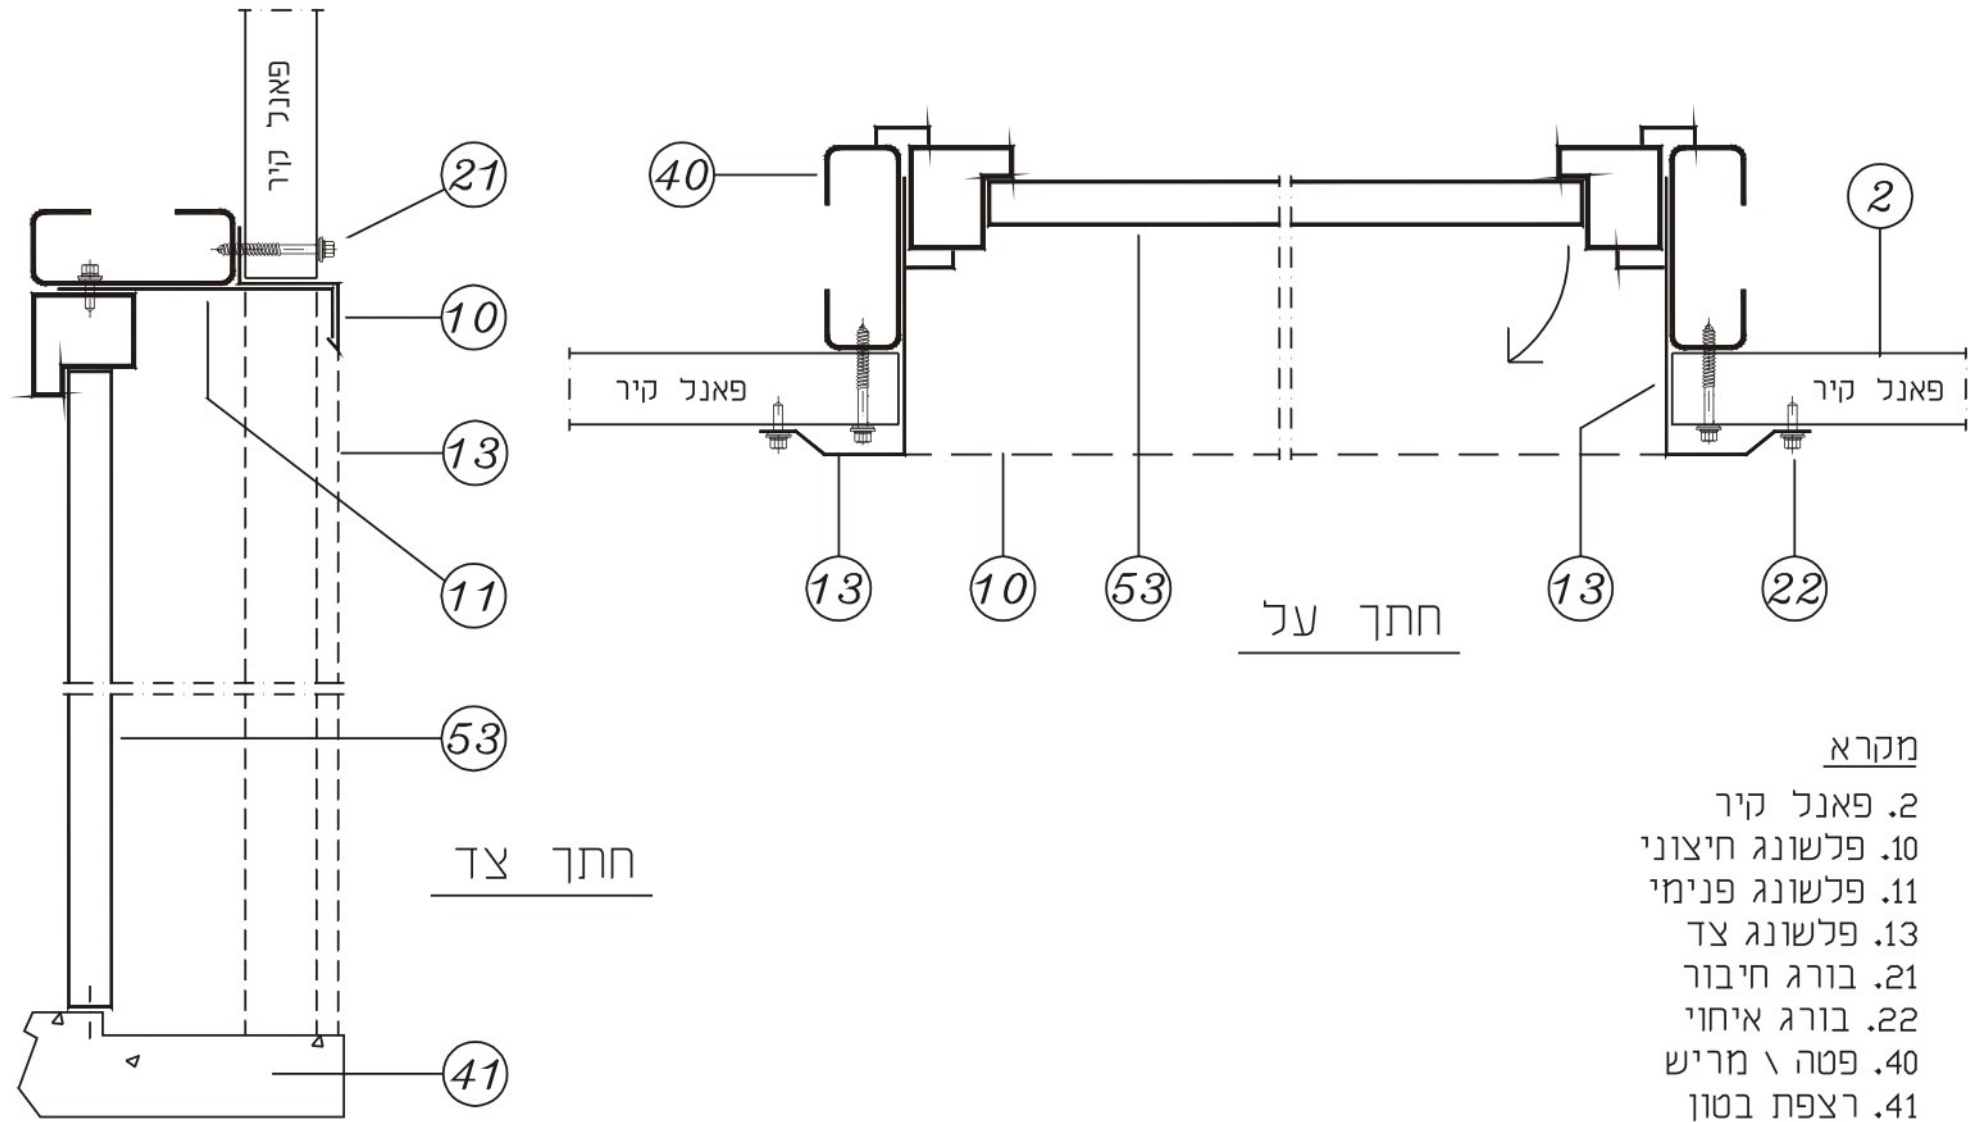 פאנל קיר
21
10
13
11
53
41
חתך צד
40
2
פאנל קיר
פאנל קיר
13
10
53
13
22
חתך על
מקרא
2. פאנל קיר
10. פלשונג חיצוני
11. פלשונג פנימי
13. פלשונג צד
21. בורג חיבור
22. בורג איחוי
40. פטה \ מריש
41. רצפת בטון